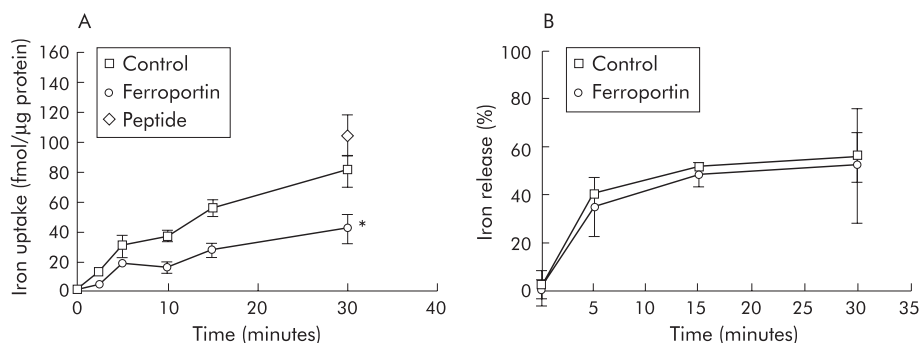 A
Iron uptake (fmol/μg protein)
160
140
120
100
80
60
40
20
0
Control
Ferroportin
Peptide
*
0 10 20 30 40
Time (minutes)
B
Iron release (%)
100
80
60
40
20
0
Control
Ferroportin
5 10 15 20 25 30 35
Time (minutes)